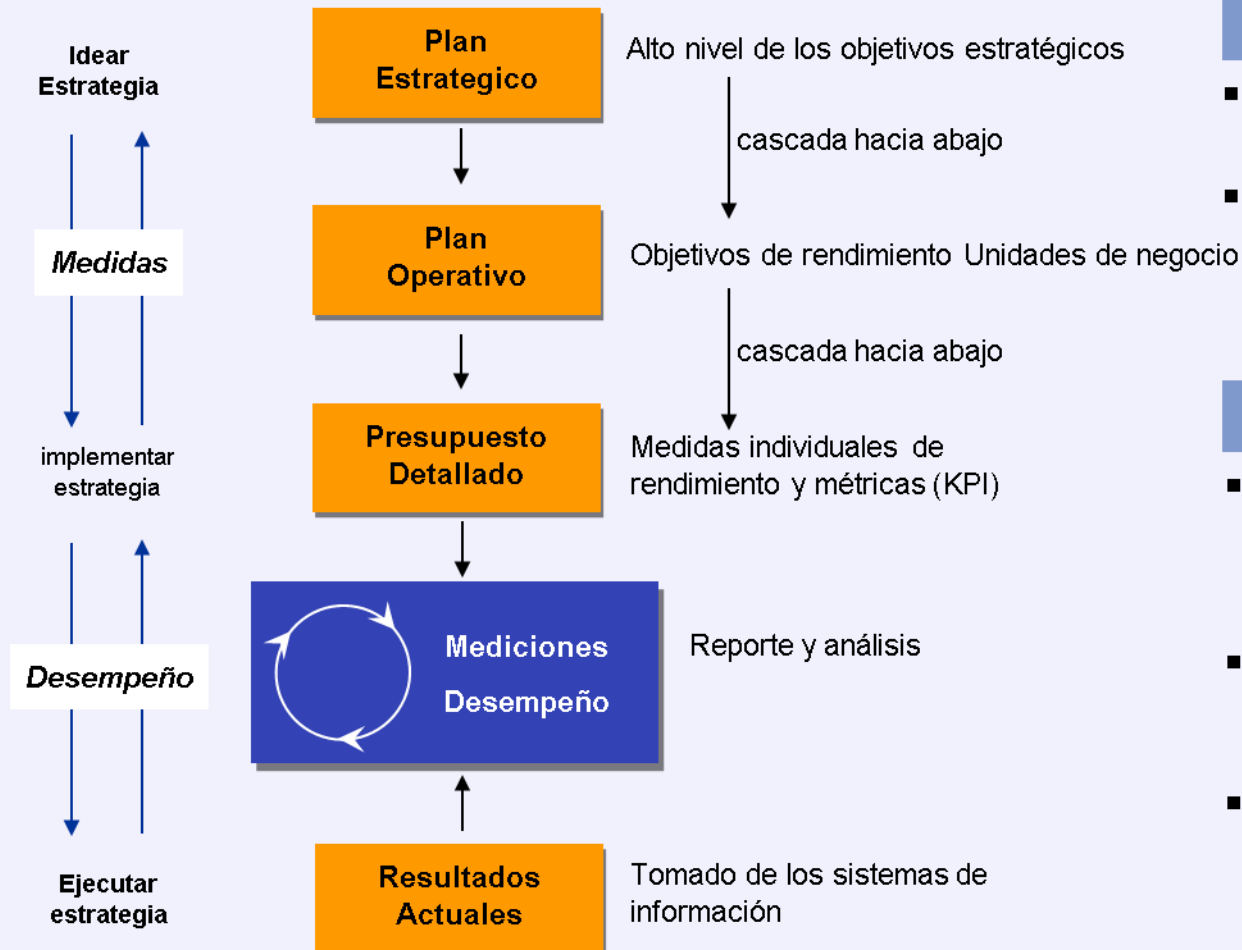 Idear
Estrategia
Plan
Estrategico
Alto nivel de los objetivos estratégicos
cascada hacia abajo
Medidas
Plan
Operativo
Objetivos de rendimiento Unidades de negocio
cascada hacia abajo
implementar
estrategia
Presupuesto
Detallado
Medidas individuales de
rendimiento y métricas (KPI)
Desempeño
Mediciones
Desempeño
Reporte y análisis
Ejecutar
estrategia
Resultados
Actuales
Tomado de los sistemas de
información